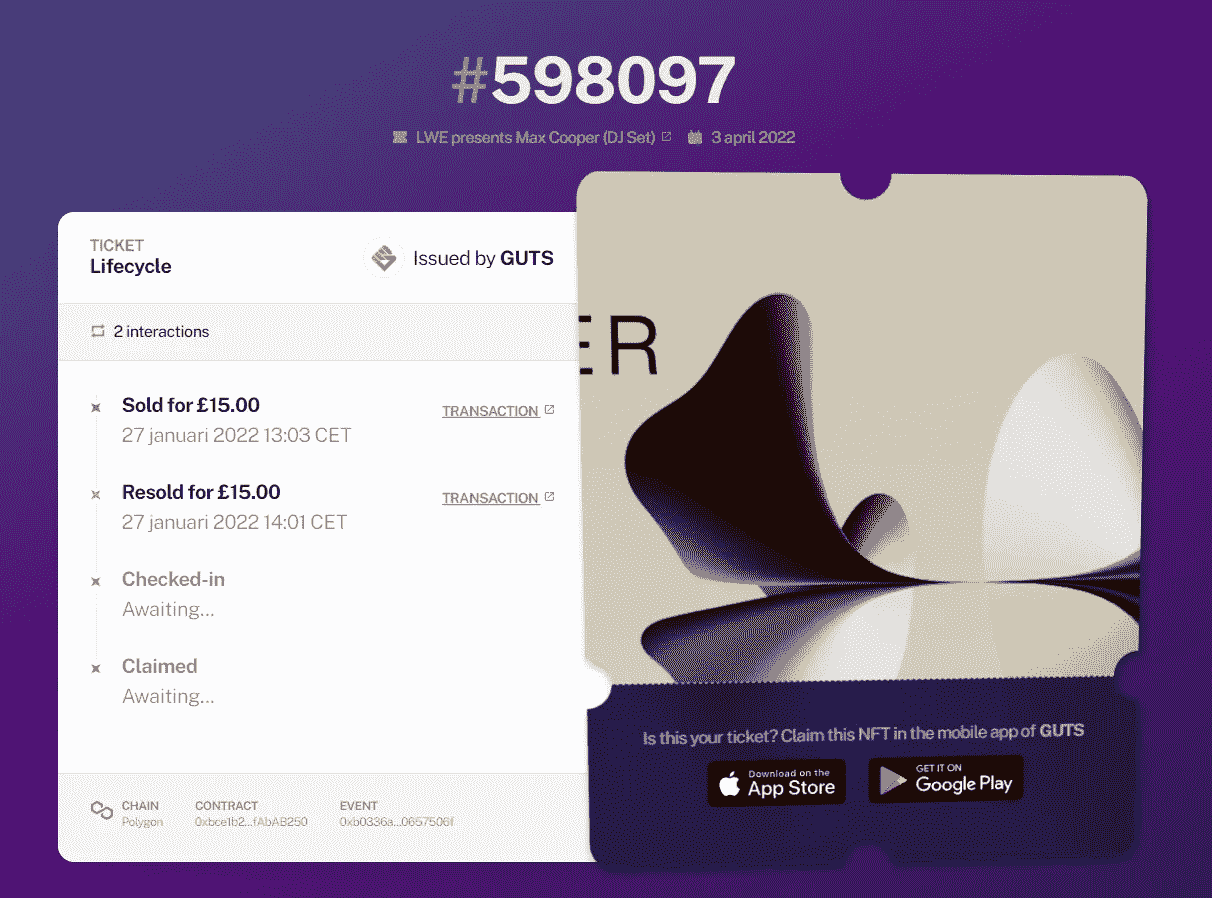 #598097
LWE presents Max Cooper (DJ Set) 3 april 2022
TICKET
Lifecycle
Issued by GUTS
2 interactions
Sold for £15.00
TRANSACTION
27 januari 2022 13:03 CET
Resold for £15.00
TRANSACTION
27 januari 2022 14:01 CET
Checked-in
Awaiting...
Claimed
Awaiting...
CHAIN
Polygon
CONTRACT
0xbce1b2...fAbAB250
EVENT
0xb0336a...0657506f
ER
Is this your ticket? Claim this NFT in the mobile app of GUTS
Download on the
App Store
GET IT ON
Google Play